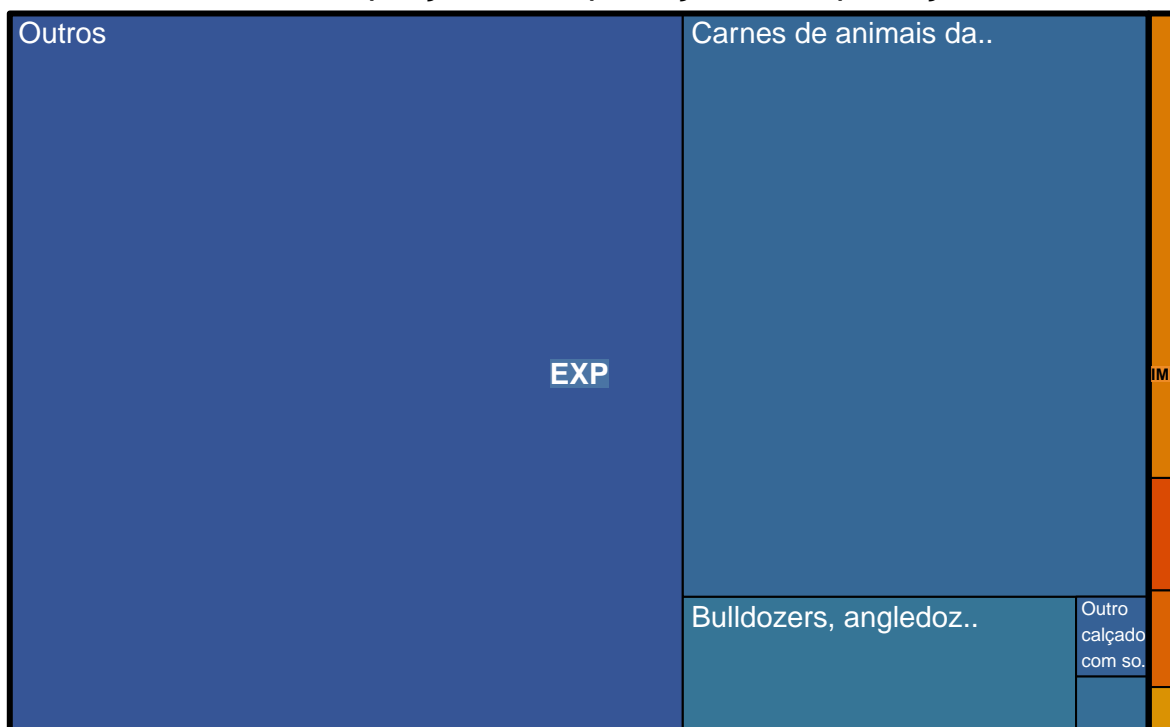 Outros
Carnes de animais da..
EXP
IM
Bulldozers, angledoz..
Outro
calçado
com so.